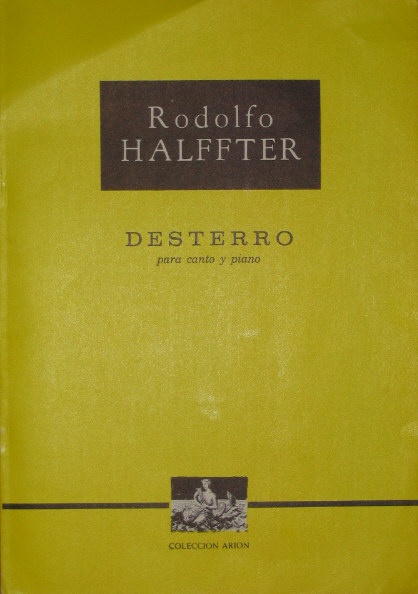 Rodolfo
HALFFTER
DESTERRO
para canto y piano
COLECCION ARION